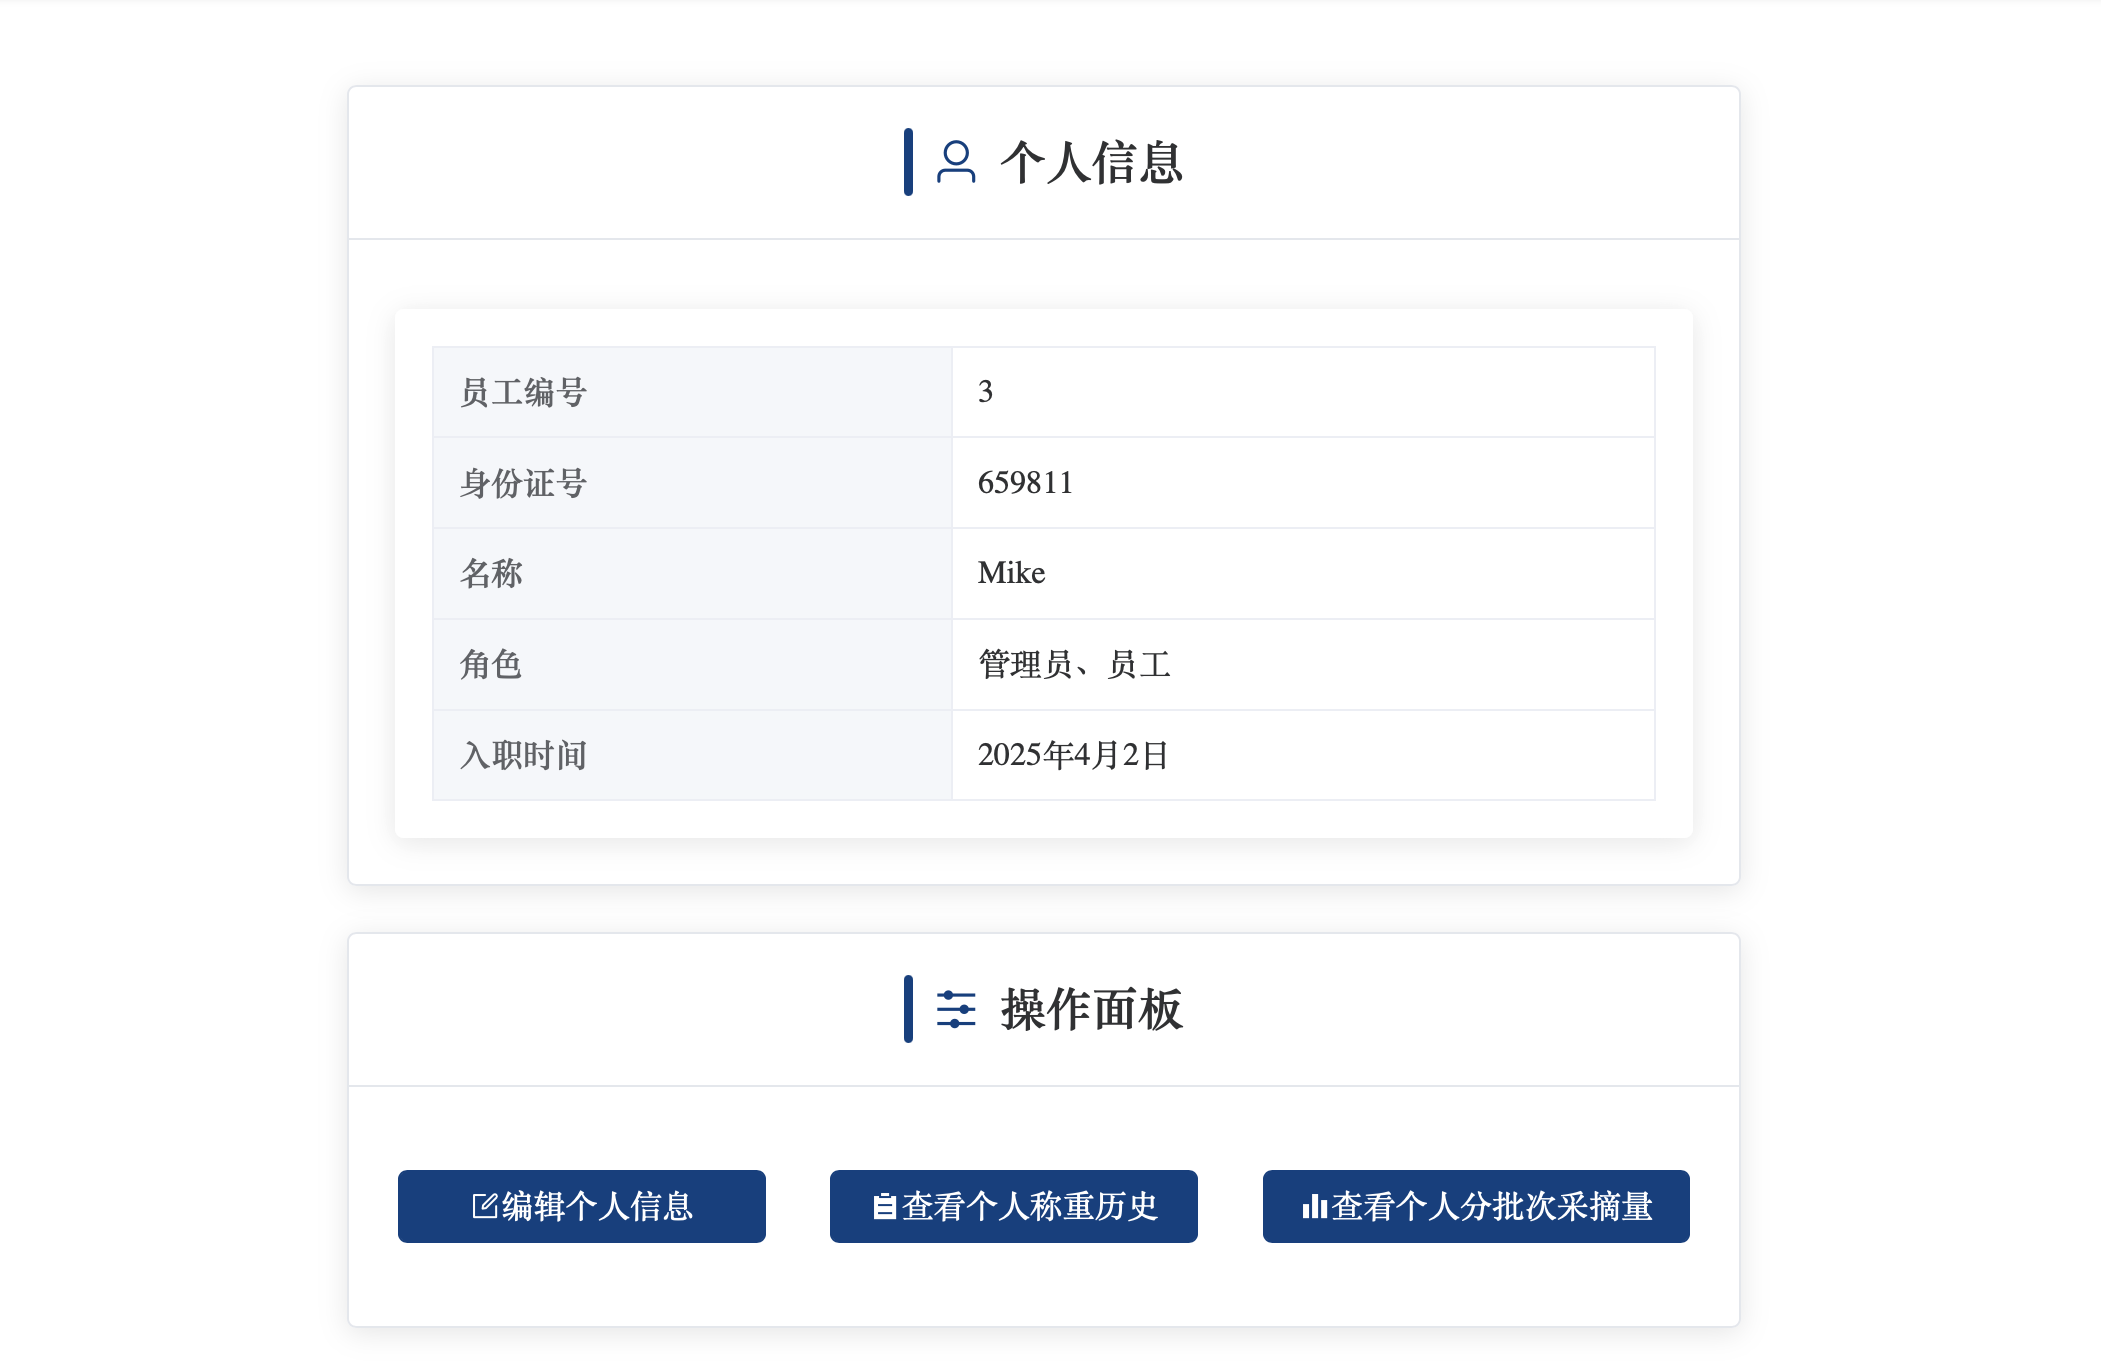 个人信息
员工编号 3
身份证号 659811
名称 Mike
角色 管理员、员工
入职时间 2025年4月2日
操作面板
编辑个人信息 查看个人称重历史 查看个人分批次采摘量